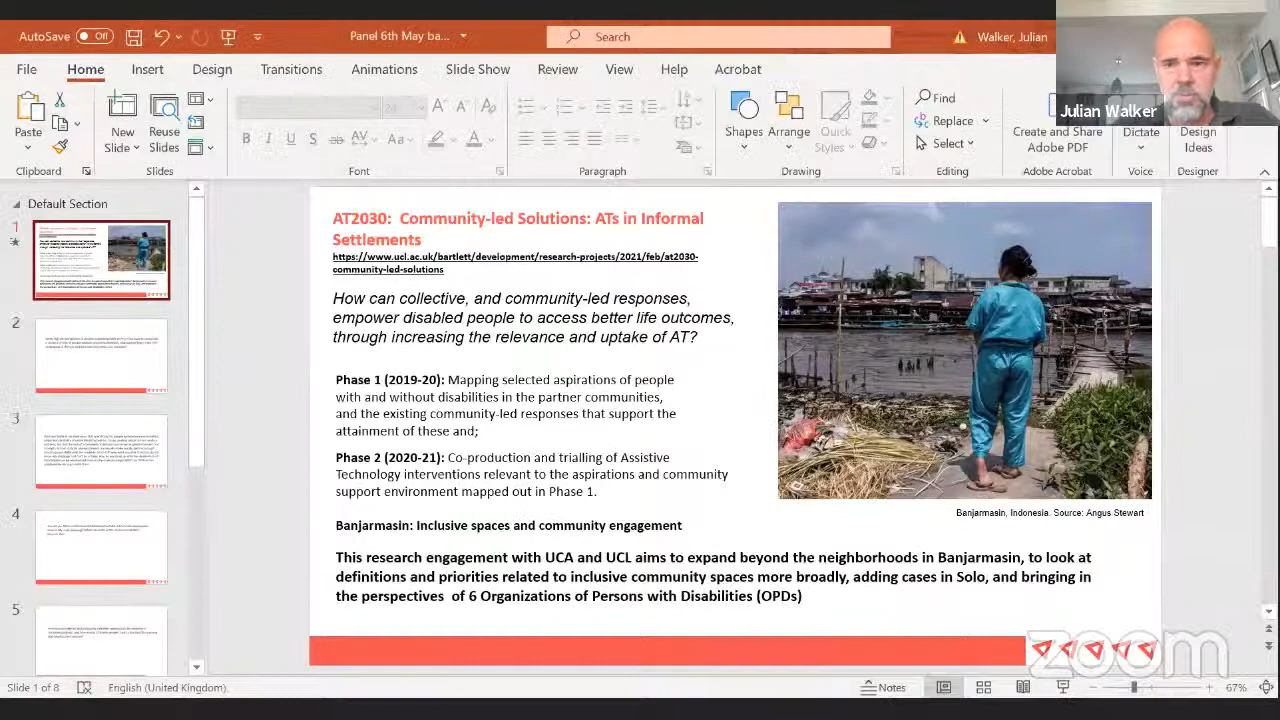 AutoSave
Off
Panel 6th May ba...
Search
Walker, Julian
File Home Insert Design Transitions Animations Slide Show Review View Help Acrobat
Julian Walker
Paste
New
Slide
Reuse
Slides
Shapes
Arrange
Quick
Styles
Find
Replace
Select
Create and Share
Adobe PDF
Dictate
Design
Ideas
Clipboard
Slides
Font
Paragraph
Drawing
Editing
Adobe Acrobat
Voice
Designer
Default Section
1
2
3
4
5
AT2030: Community-led Solutions: ATs in Informal
Settlements
https://www.ucl.ac.uk/bartlett/development/research-projects/2021/feb/at2030-
community-led-solutions
How can collective, and community-led responses,
empower disabled people to access better life outcomes,
through increasing the relevance and uptake of AT?
Phase 1 (2019-20): Mapping selected aspirations of people
with and without disabilities in the partner communities,
and the existing community-led responses that support the
attainment of these and;
Phase 2 (2020-21): Co-production and trialling of Assistive
Technology interventions relevant to the aspirations and community
support environment mapped out in Phase 1.
Banjarmasin, Indonesia. Source: Angus Stewart
Banjarmasin: Inclusive spaces and community engagement
This research engagement with UCA and UCL aims to expand beyond the neighborhoods in Banjarmasin, to look at
definitions and priorities related to inclusive community spaces more broadly, adding cases in Solo, and bringing in
the perspectives of 6 Organizations of Persons with Disabilities (OPDs)
zoom
Slide 1 of 8
English (United Kingdom)
Notes
67%